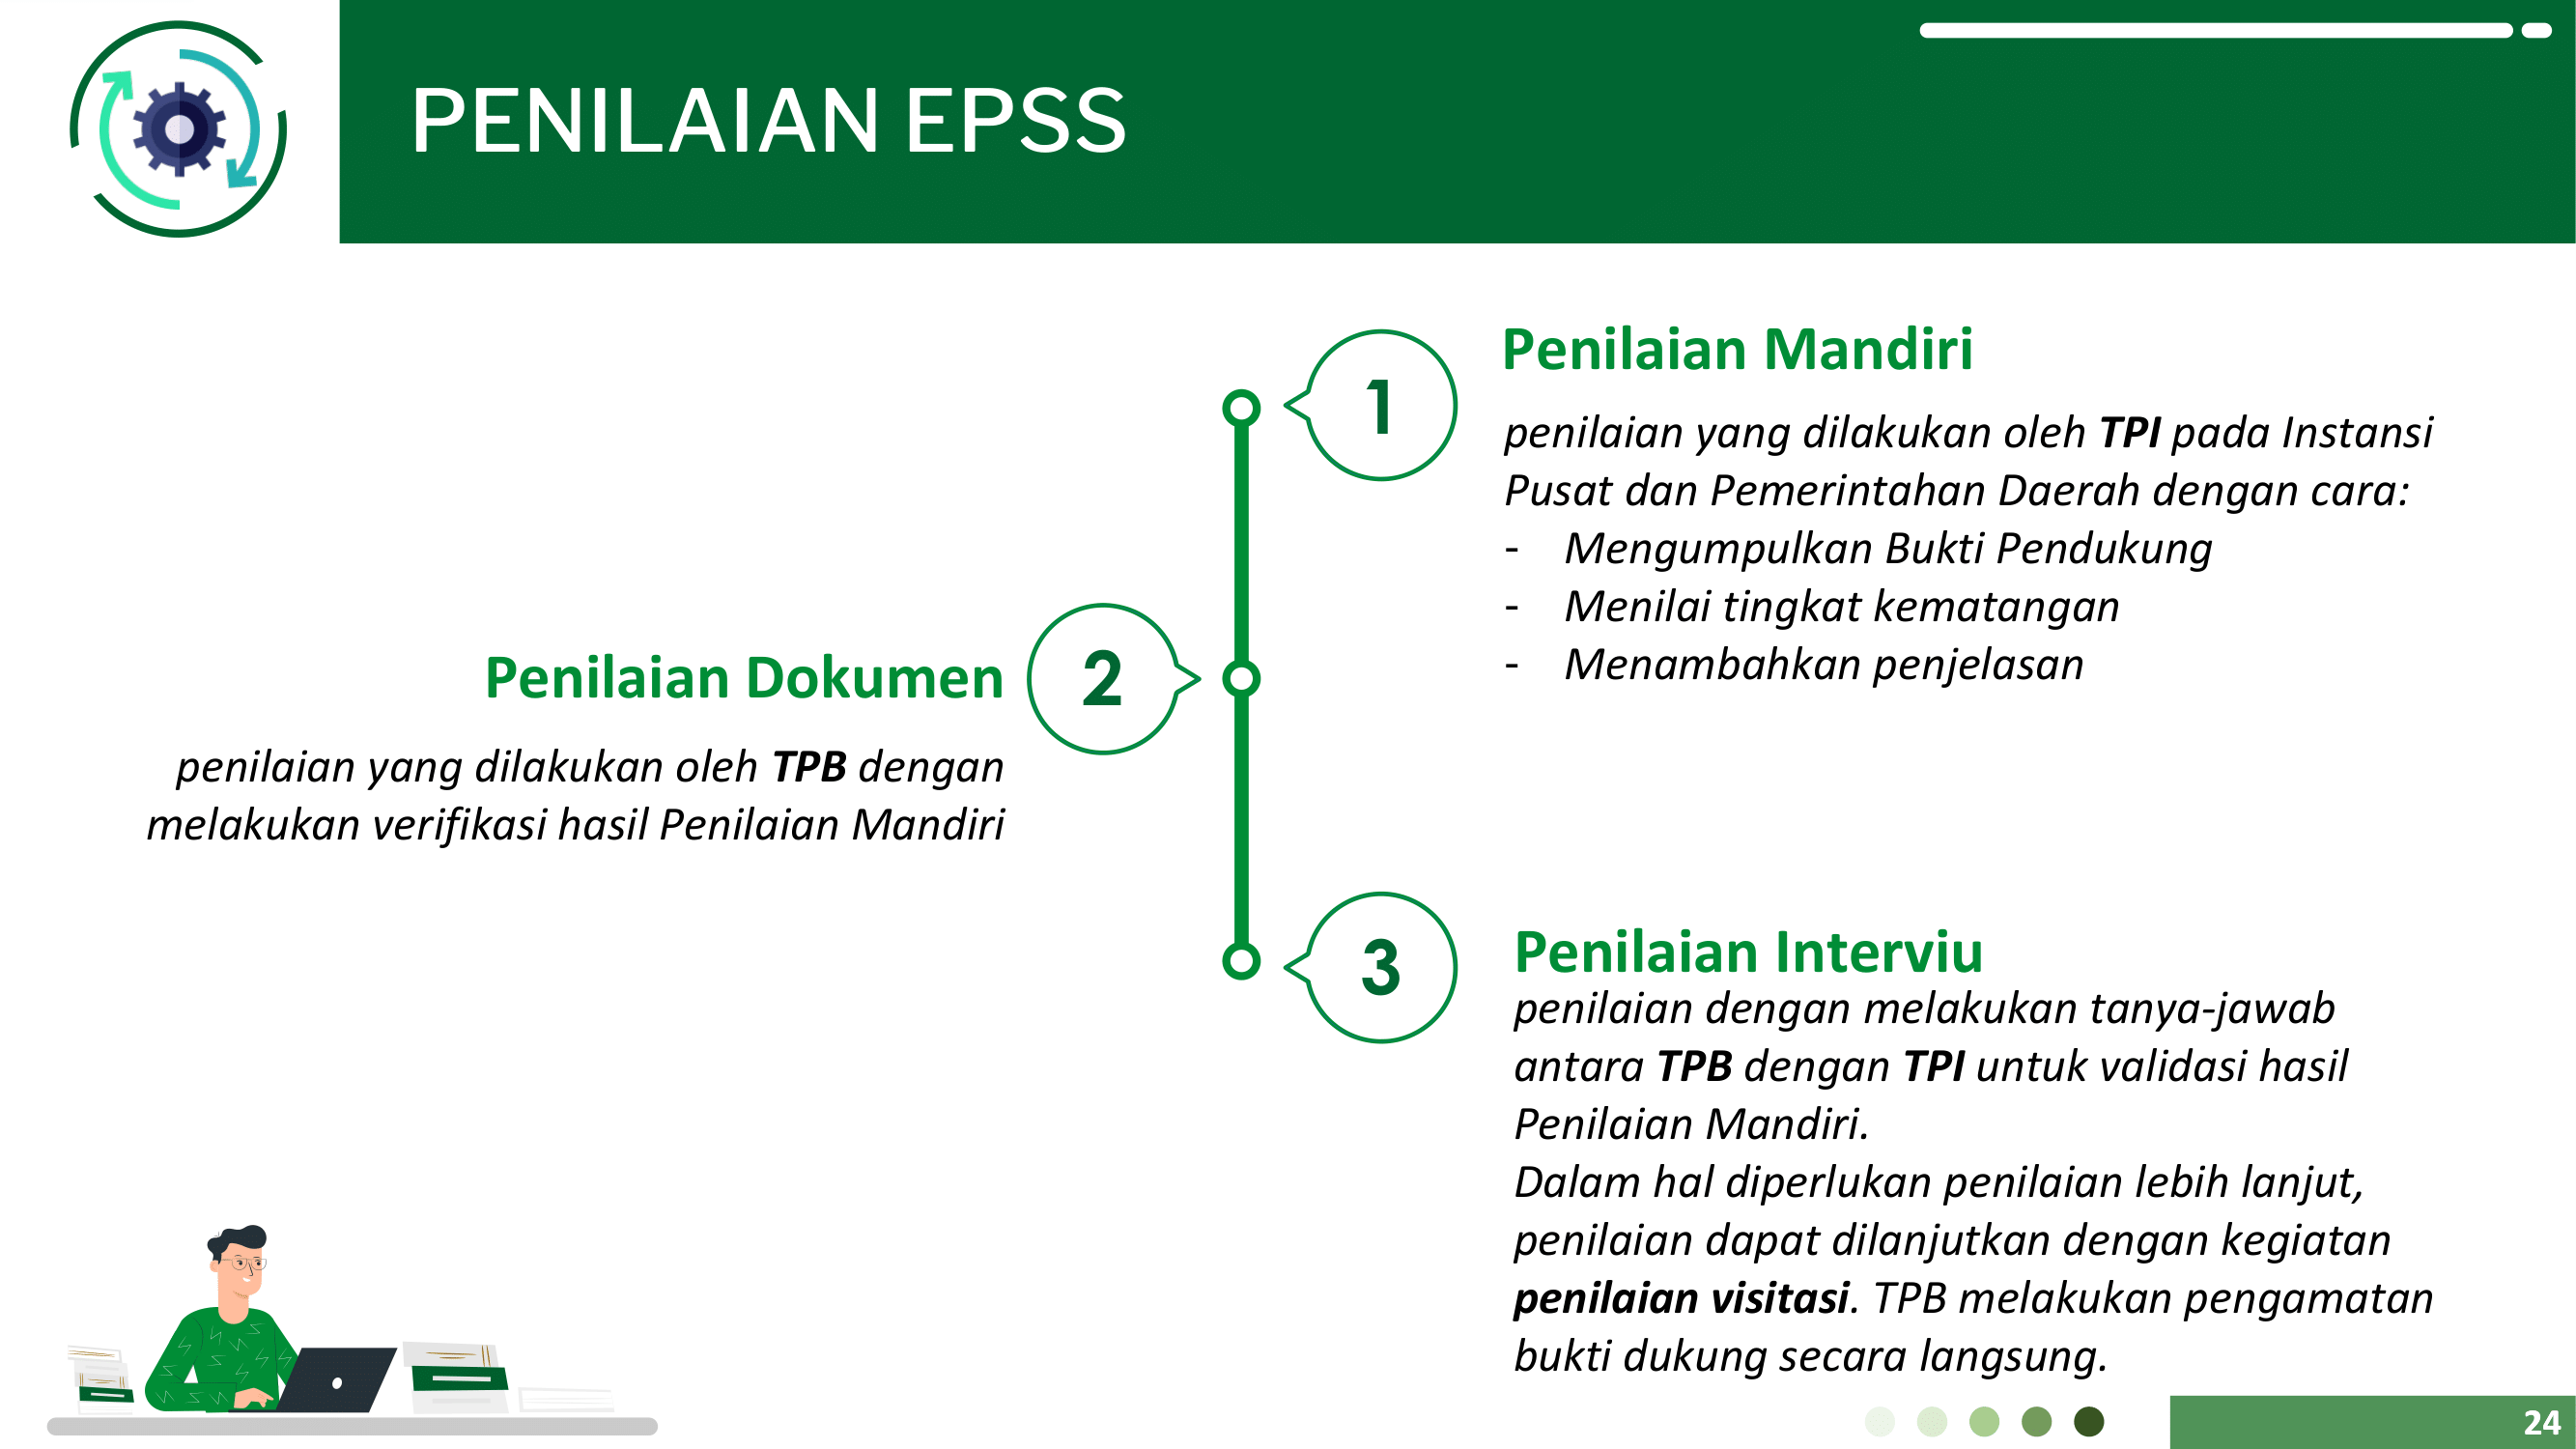 PENILAIAN EPSS
1
Penilaian Mandiri
penilaian yang dilakukan oleh TPI pada Instansi
Pusat dan Pemerintahan Daerah dengan cara:
- Mengumpulkan Bukti Pendukung
- Menilai tingkat kematangan
- Menambahkan penjelasan
2
Penilaian Dokumen
penilaian yang dilakukan oleh TPB dengan
melakukan verifikasi hasil Penilaian Mandiri
3
Penilaian Interviu
penilaian dengan melakukan tanya-jawab
antara TPB dengan TPI untuk validasi hasil
Penilaian Mandiri.
Dalam hal diperlukan penilaian lebih lanjut,
penilaian dapat dilanjutkan dengan kegiatan
penilaian visitasi. TPB melakukan pengamatan
bukti dukung secara langsung.
24